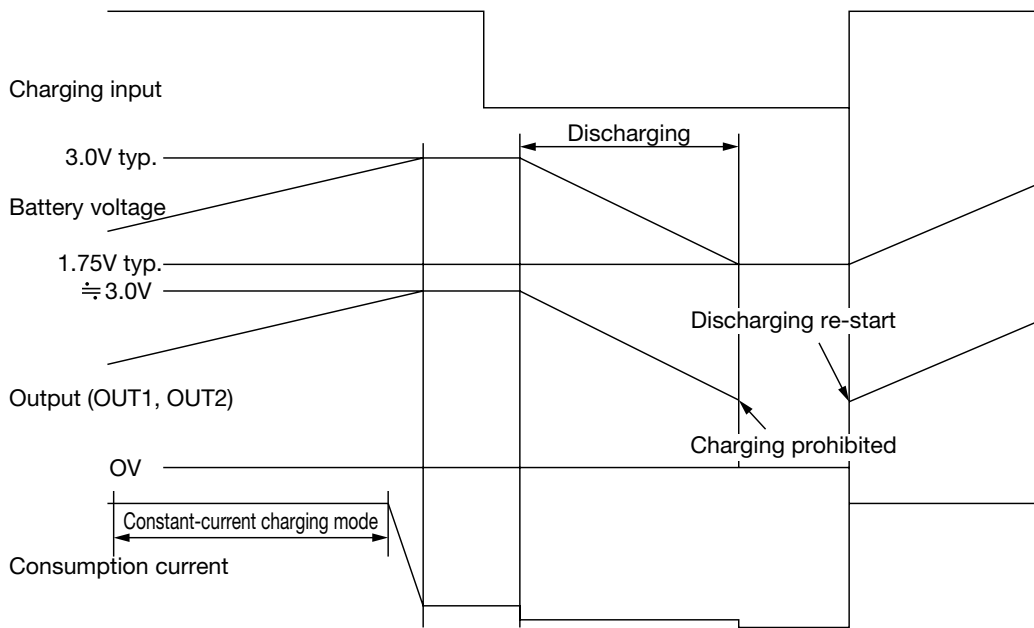 Charging input
Discharging
3.0V typ.
Battery voltage
1.75V typ.
≒3.0V
Discharging re-start
Output (OUT1, OUT2)
Charging prohibited
OV
Constant-current charging mode
Consumption current